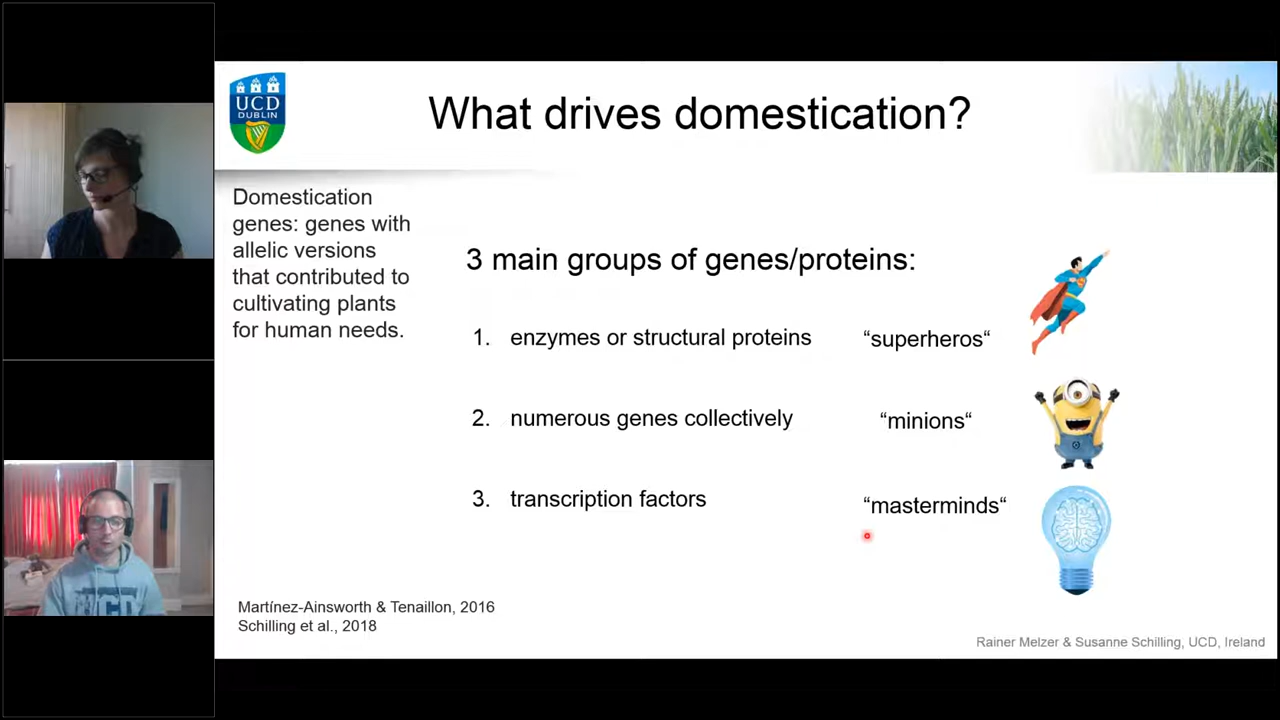 UCD
DUBLIN
What drives domestication?
Domestication
genes: genes with
allelic versions
that contributed to
cultivating plants
for human needs.
3 main groups of genes/proteins:
1. enzymes or structural proteins “superheros“
2. numerous genes collectively “minions“
3. transcription factors “masterminds“
Martínez-Ainsworth & Tenaillon, 2016
Schilling et al., 2018
Rainer Melzer & Susanne Schilling, UCD, Ireland
UCD